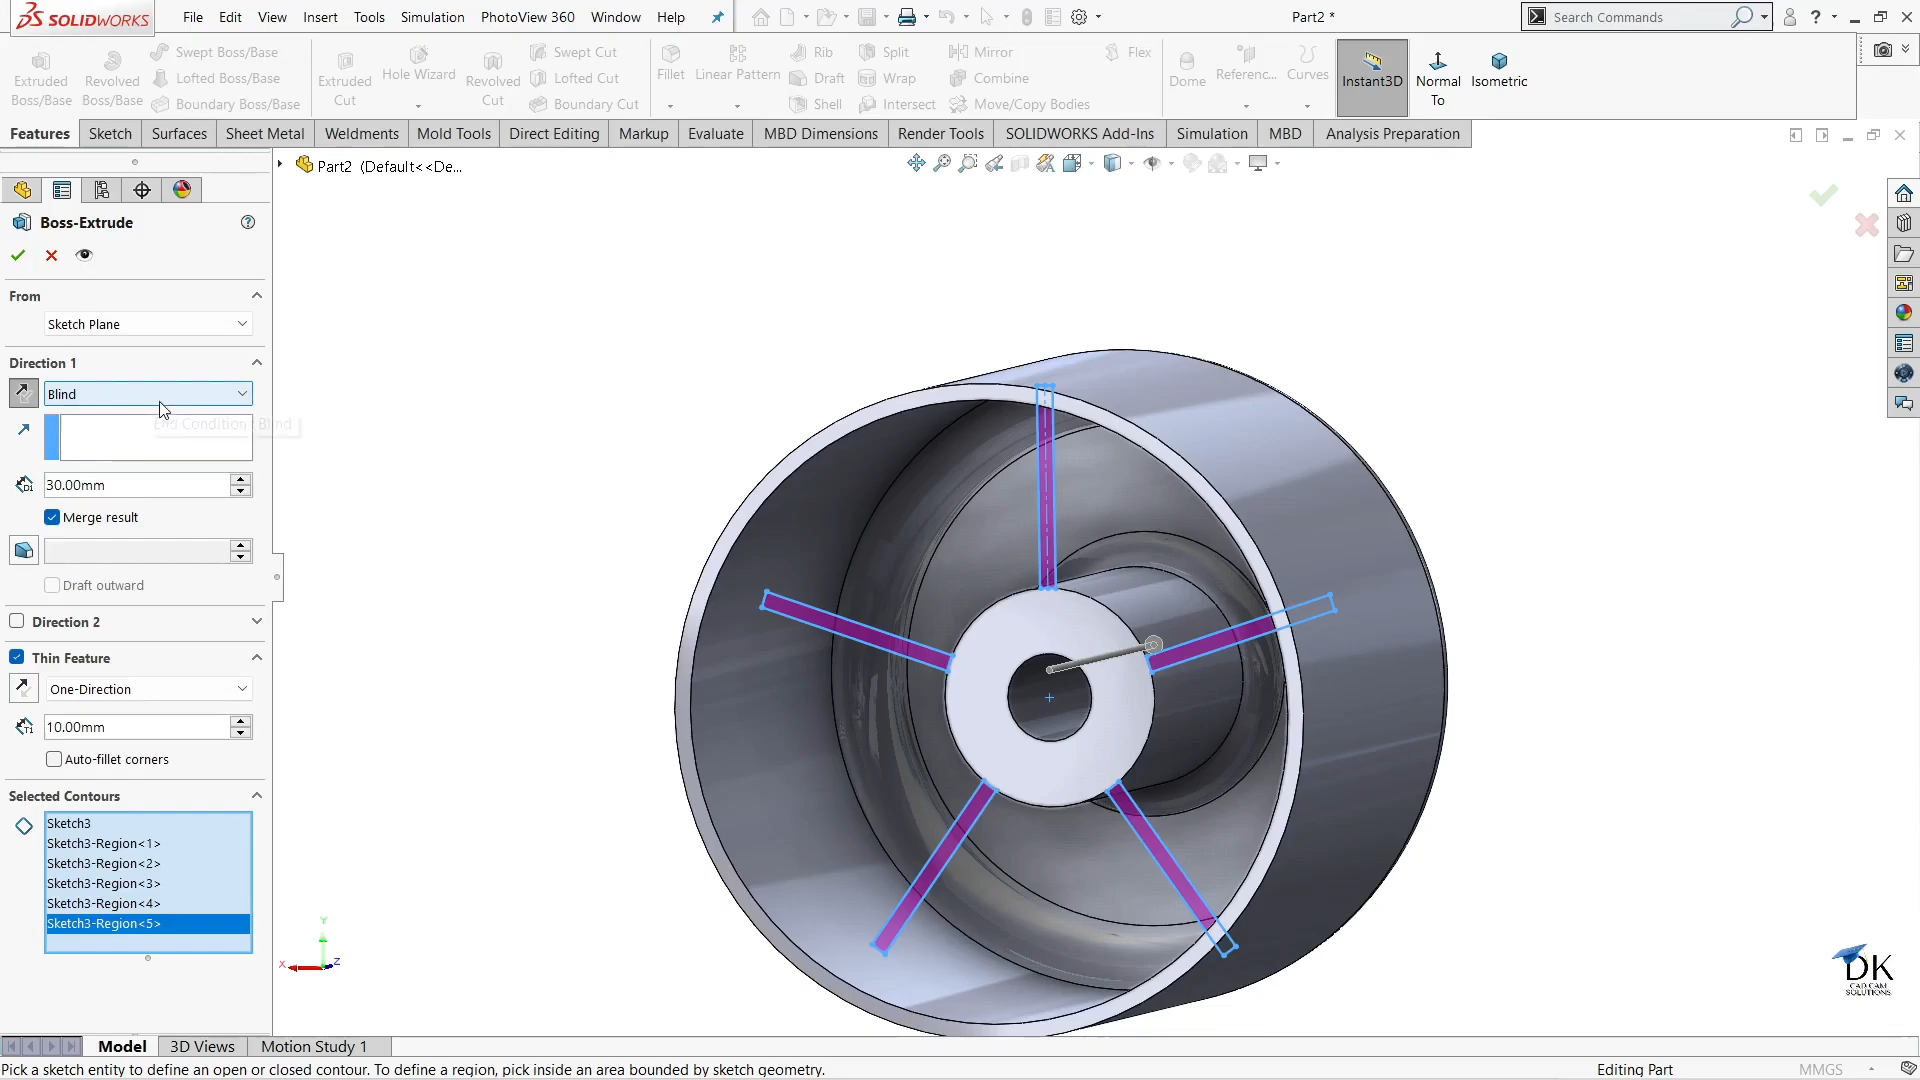 SOLIDWORKS
File Edit View Insert Tools Simulation PhotoView 360 Window Help
Part2 *
Search Commands
Extruded Boss/Base
Revolved Boss/Base
Swept Boss/Base
Lofted Boss/Base
Boundary Boss/Base
Extruded Cut
Hole Wizard
Revolved Cut
Swept Cut
Lofted Cut
Boundary Cut
Fillet
Linear Pattern
Rib
Draft
Shell
Split
Wrap
Intersect
Mirror
Combine
Move/Copy Bodies
Flex
Dome
Referenc...
Curves
Instant3D
Normal To
Isometric
Features Sketch Surfaces Sheet Metal Weldments Mold Tools Direct Editing Markup Evaluate MBD Dimensions Render Tools SOLIDWORKS Add-Ins Simulation MBD Analysis Preparation
Part2 (Default<<De...
Boss-Extrude
From
Sketch Plane
Direction 1
Blind
End Condition : Blind
30.00mm
Merge result
Draft outward
Direction 2
Thin Feature
One-Direction
10.00mm
Auto-fillet corners
Selected Contours
Sketch3
Sketch3-Region<1>
Sketch3-Region<2>
Sketch3-Region<3>
Sketch3-Region<4>
Sketch3-Region<5>
Y
X
Z
DK
CAD CAM
SOLUTIONS
Model 3D Views Motion Study 1
Pick a sketch entity to define an open or closed contour. To define a region, pick inside an area bounded by sketch geometry.
Editing Part
MMGS